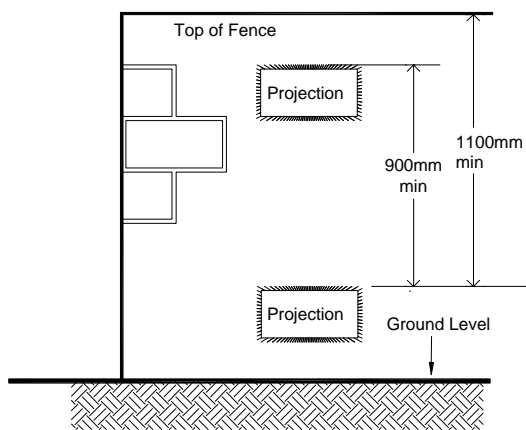 Top of Fence
Projection
1100mm
min
900mm
min
Projection
Ground Level